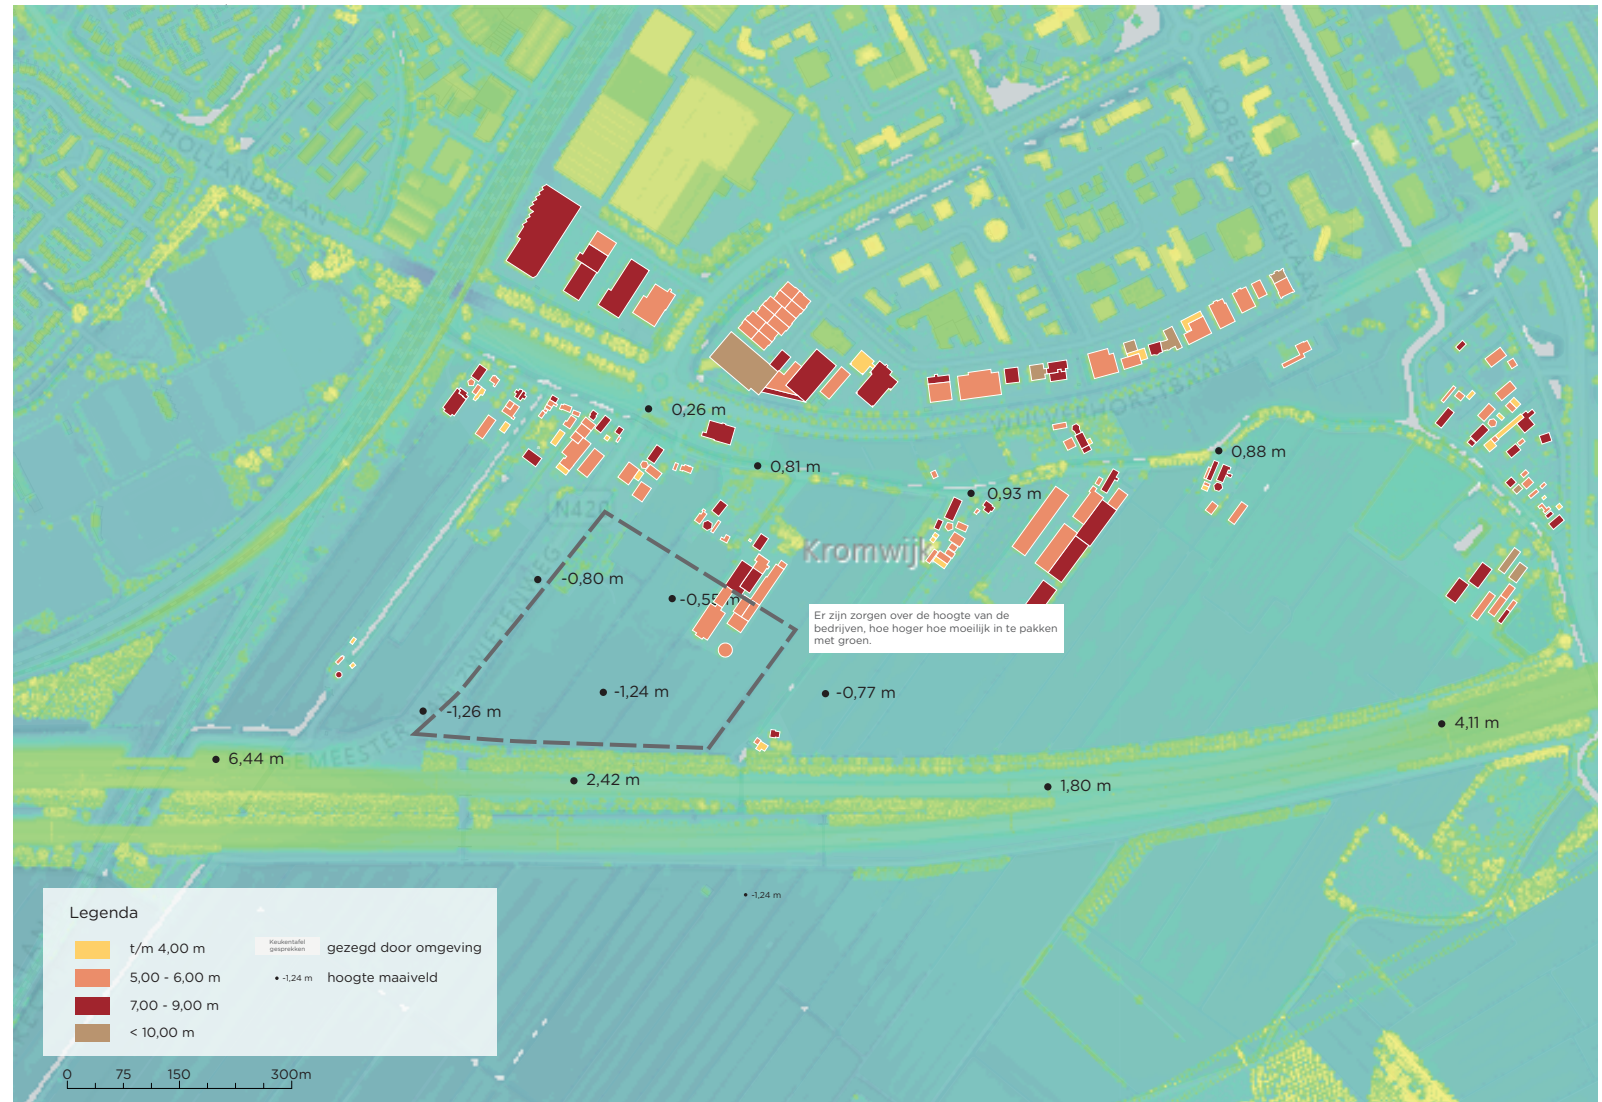 HOLLANDBAAN
KORENMOLENLAAN
EUROPABAAN
WULVERHORSTBAAN
0,26 m
0,81 m
0,88 m
0,93 m
N420
Kromwijk
-0,80 m
-0,55 m
Er zijn zorgen over de hoogte van de
bedrijven, hoe hoger hoe moeilijk in te pakken
met groen.
-1,24 m
-0,77 m
-1,26 m
4,11 m
6,44 m
2,42 m
1,80 m
-1,24 m
Legenda
t/m 4,00 m
5,00 - 6,00 m
7,00 - 9,00 m
< 10,00 m
Keukentafel
gesprekken
gezegd door omgeving
-1,24 m
hoogte maaiveld
0 75 150 300m